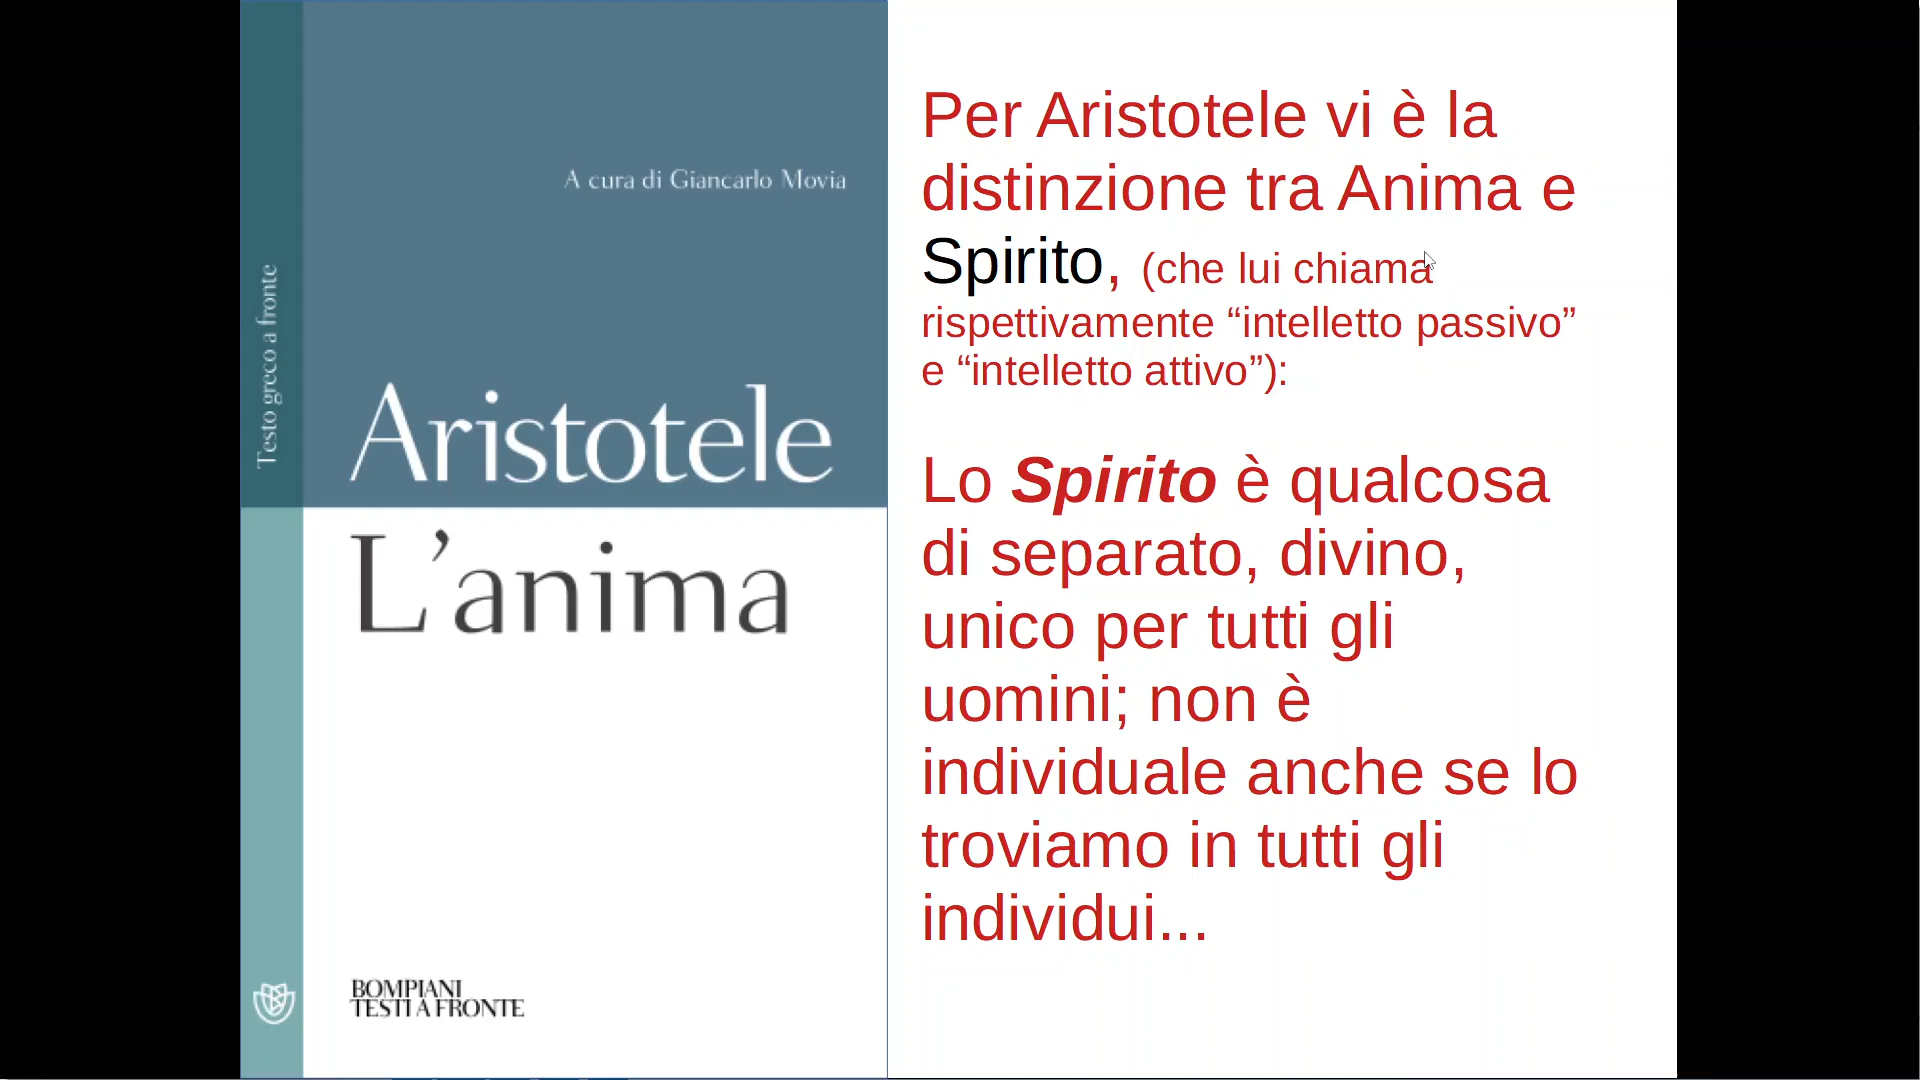 Testo greco a fronte
A cura di Giancarlo Movia
Aristotele
L’anima
BOMPIANI
TESTI A FRONTE
Per Aristotele vi è la
distinzione tra Anima e
Spirito, (che lui chiama
rispettivamente “intelletto passivo”
e “intelletto attivo”):
Lo Spirito è qualcosa
di separato, divino,
unico per tutti gli
uomini; non è
individuale anche se lo
troviamo in tutti gli
individui...